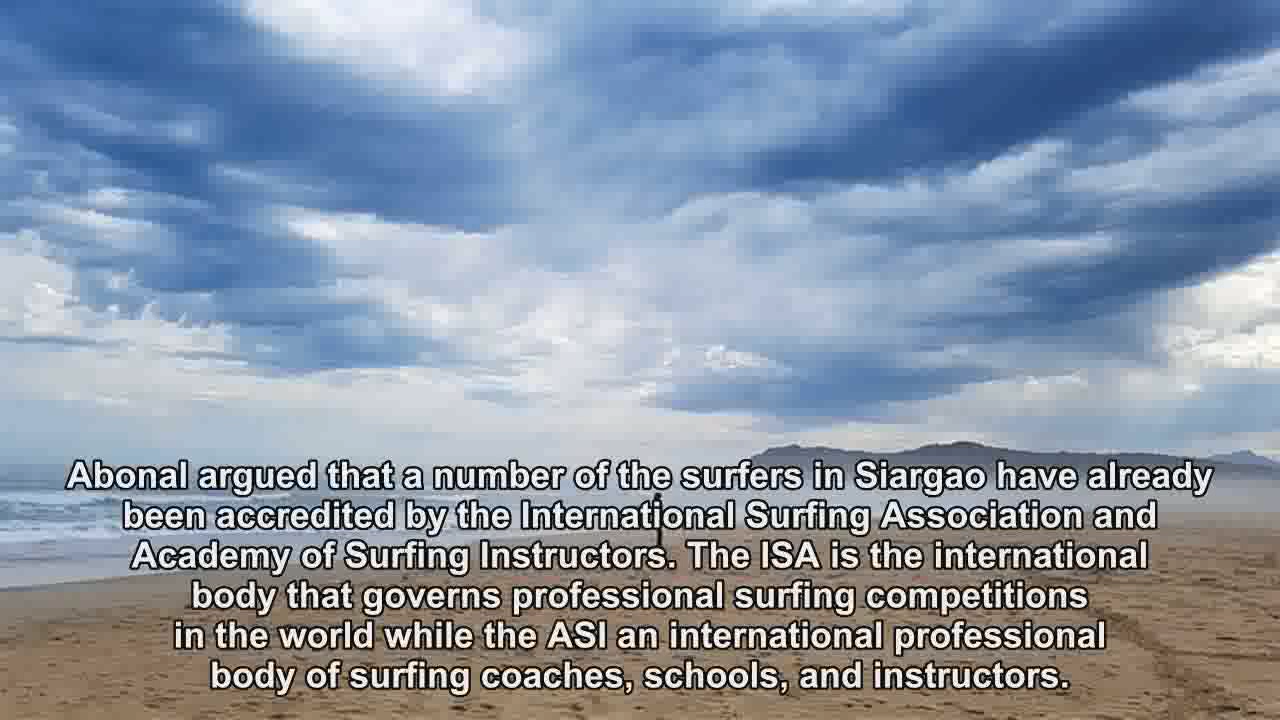 Abonal argued that a number of the surfers in Siargao have already
been accredited by the International Surfing Association and
Academy of Surfing Instructors. The ISA is the international
body that governs professional surfing competitions
in the world while the ASI an international professional
body of surfing coaches, schools, and instructors.